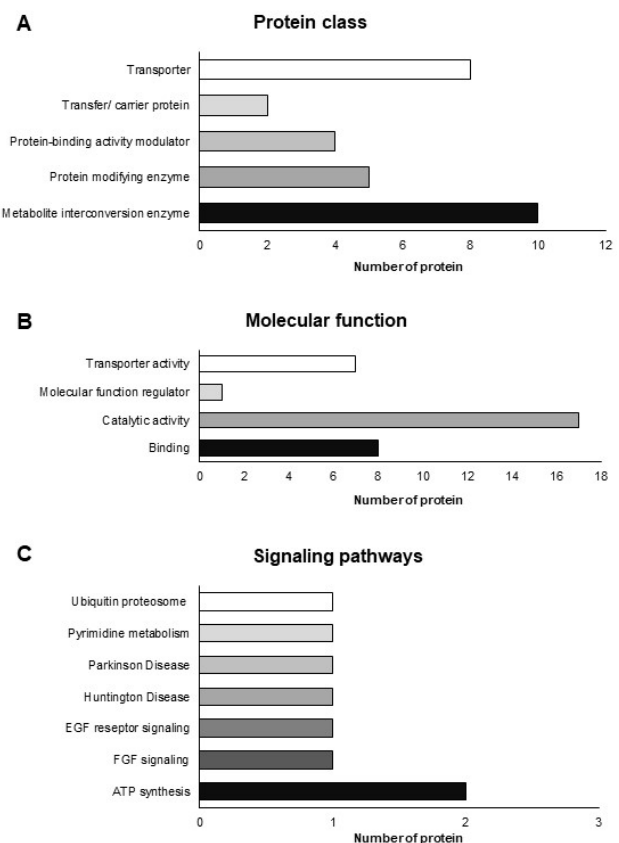 A
Protein class
Transporter
Transfer/ carrier protein
Protein-binding activity modulator
Protein modifying enzyme
Metabolite interconversion enzyme
0 2 4 6 8 10 12
Number of protein
B
Molecular function
Transporter activity
Molecular function regulator
Catalytic activity
Binding
0 2 4 6 8 10 12 14 16 18
Number of protein
C
Signaling pathways
Ubiquitin proteosome
Pyrimidine metabolism
Parkinson Disease
Huntington Disease
EGF reseptor signaling
FGF signaling
ATP synthesis
0 1 2 3
Number of protein